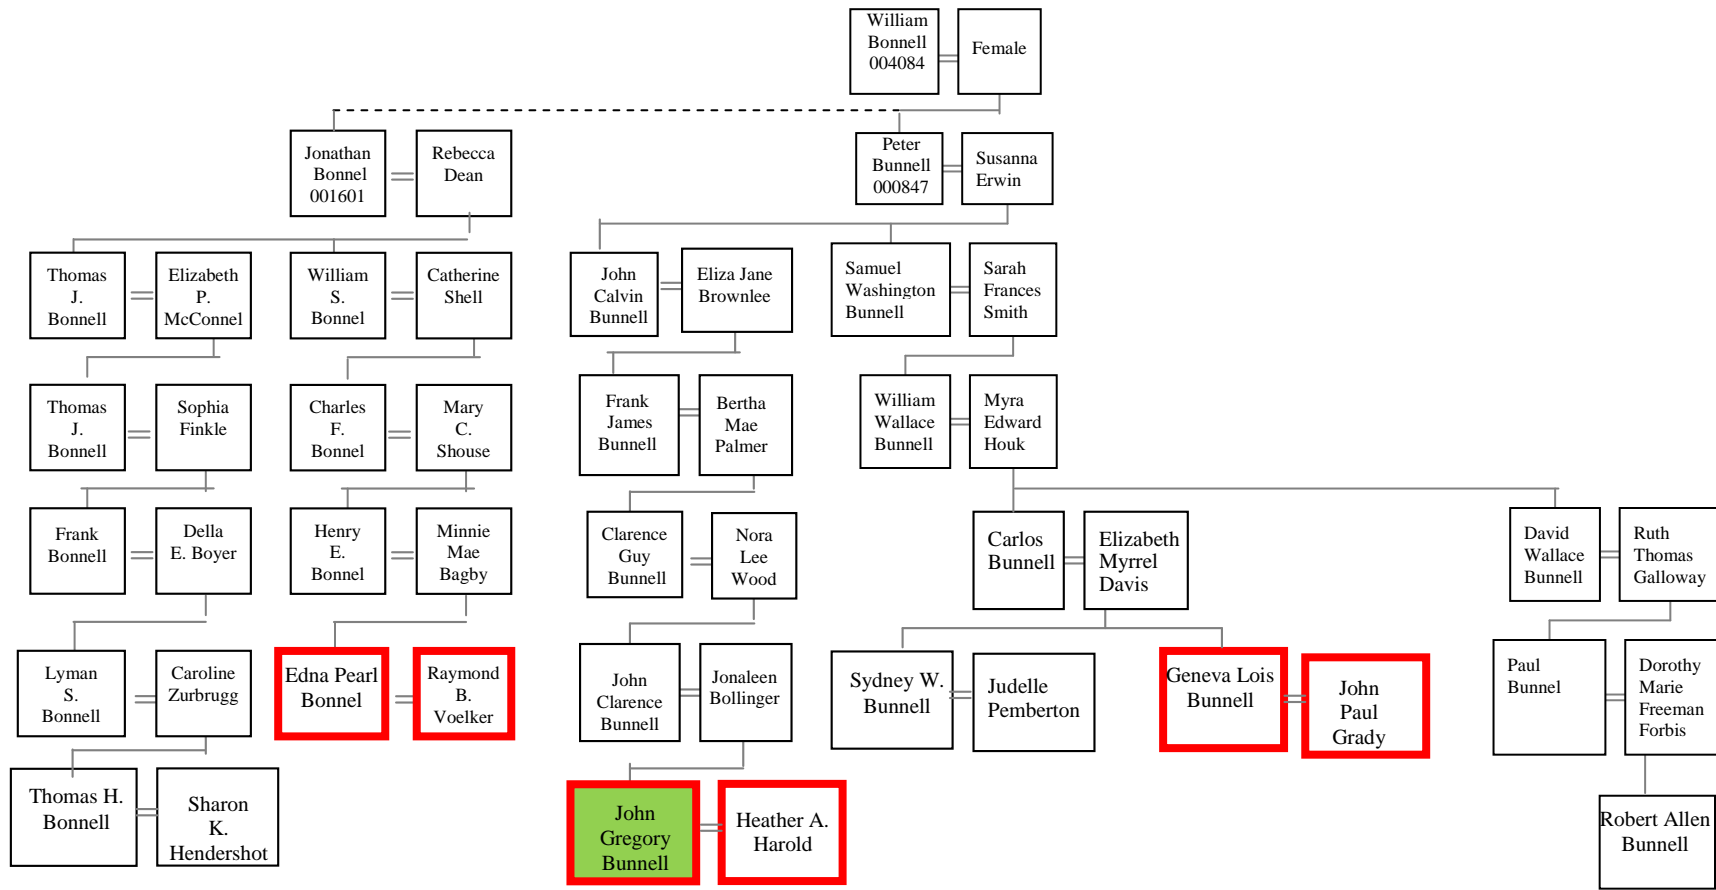 William
Bonnell
004084
Female
Jonathan
Bonnel
001601
Rebecca
Dean
Peter
Bunnell
000847
Susanna
Erwin
Thomas
J.
Bonnell
Elizabeth
P.
McConnel
William
S.
Bonnel
Catherine
Shell
John
Calvin
Bunnell
Eliza Jane
Brownlee
Samuel
Washington
Bunnell
Sarah
Frances
Smith
Thomas
J.
Bonnell
Sophia
Finkle
Charles
F.
Bonnel
Mary
C.
Shouse
Frank
James
Bunnell
Bertha
Mae
Palmer
William
Wallace
Bunnell
Myra
Edward
Houk
Frank
Bonnell
Della
E. Boyer
Henry
E.
Bonnel
Minnie
Mae
Bagby
Clarence
Guy
Bunnell
Nora
Lee
Wood
Carlos
Bunnell
Elizabeth
Myrrel
Davis
David
Wallace
Bunnell
Ruth
Thomas
Galloway
Lyman
S.
Bonnell
Caroline
Zurbrugg
Edna Pearl
Bonnel
Raymond
B.
Voelker
John
Clarence
Bunnell
Jonaleen
Bollinger
Sydney W.
Bunnell
Judelle
Pemberton
Geneva Lois
Bunnell
John
Paul
Grady
Paul
Bunnel
Dorothy
Marie
Freeman
Forbis
Thomas H.
Bonnell
Sharon
K.
Hendershot
John
Gregory
Bunnell
Heather A.
Harold
Robert Allen
Bunnell